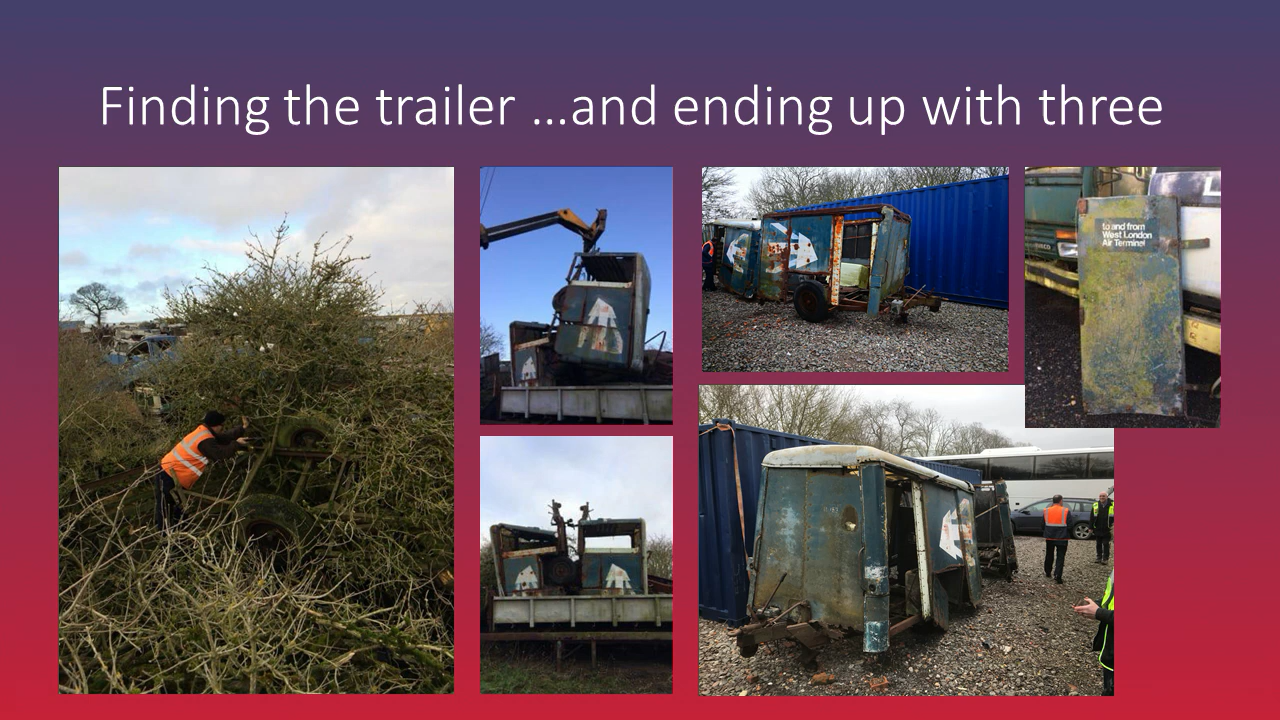 Finding the trailer ...and ending up with three
to and from
West London
Air Terminal